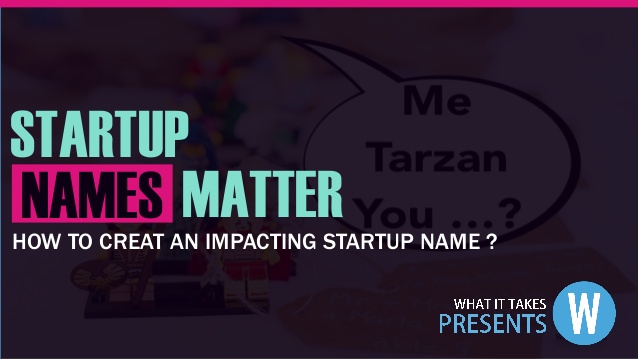 Me
Tarzan
You ...?
STARTUP
NAMES MATTER
HOW TO CREAT AN IMPACTING STARTUP NAME ?
WHAT IT TAKES
PRESENTS
W